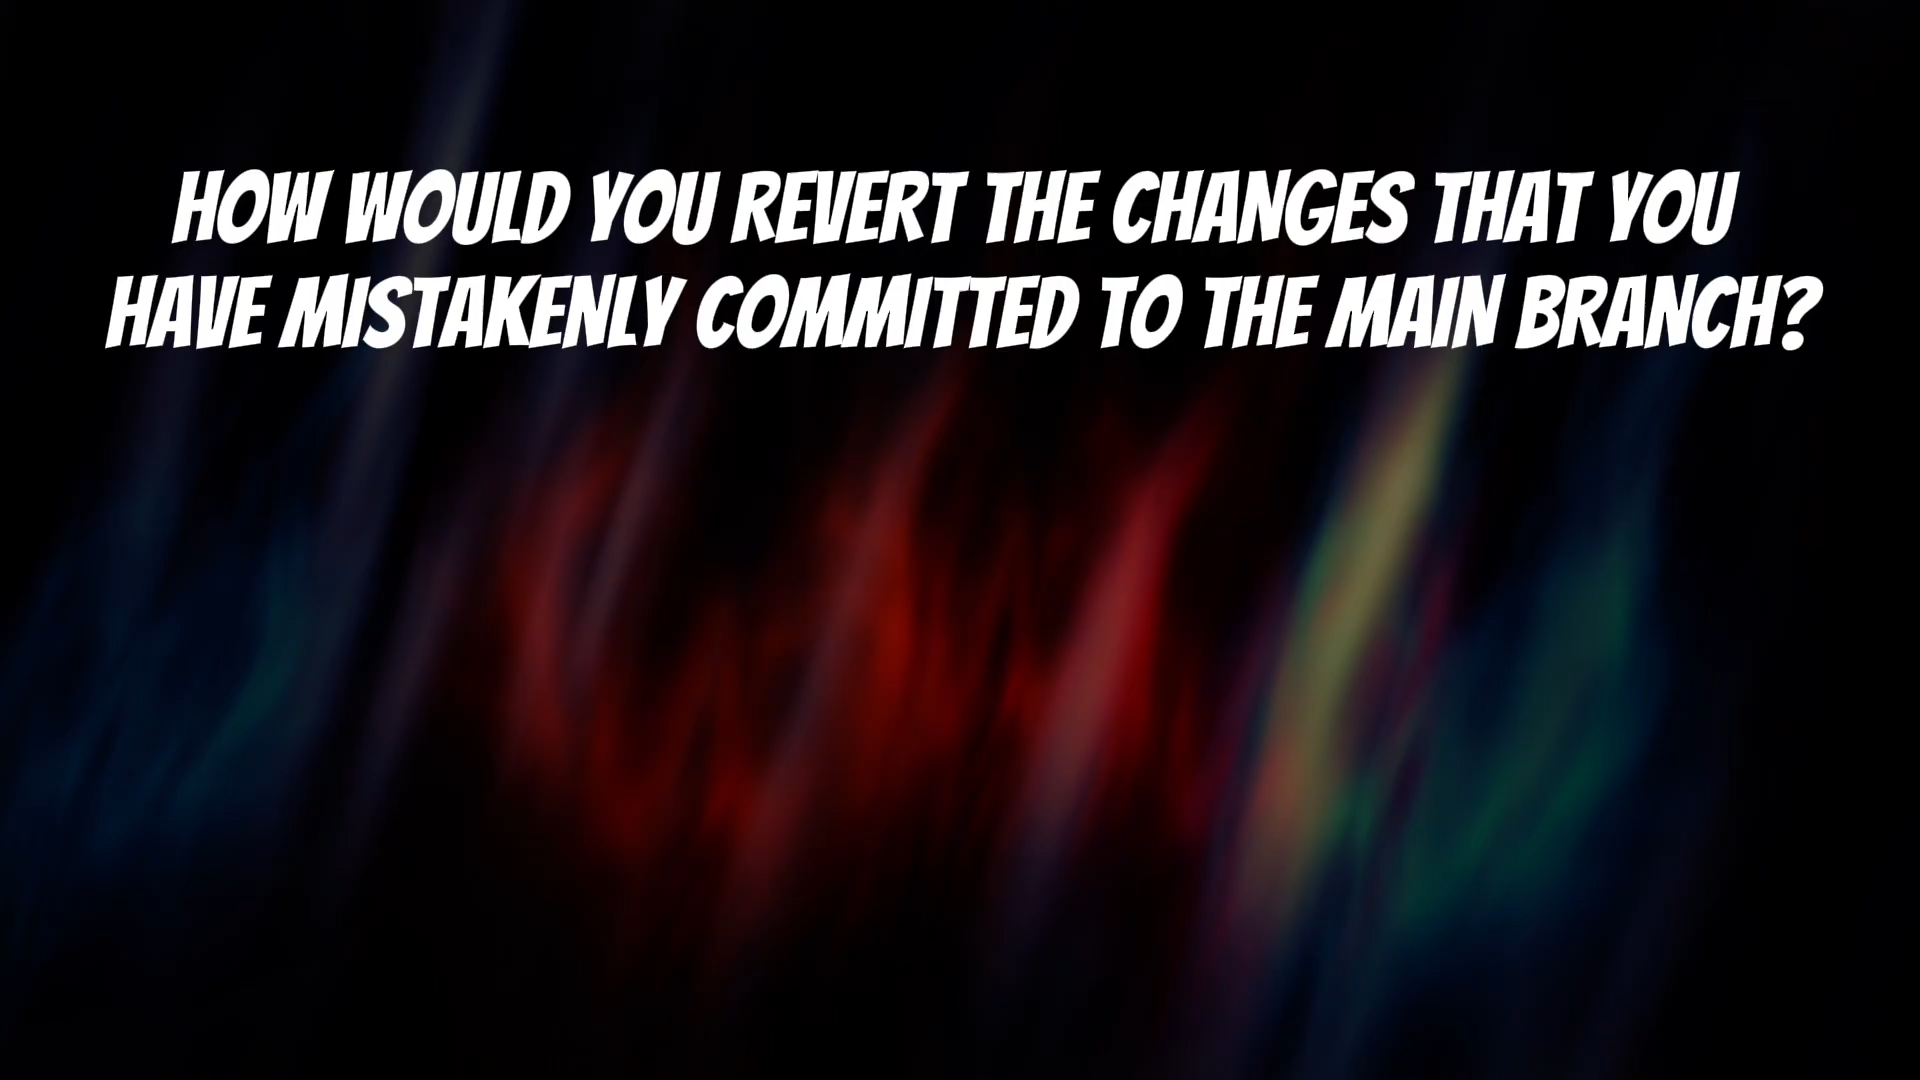 HOW WOULD YOU REVERT THE CHANGES THAT YOU
HAVE MISTAKENLY COMMITTED TO THE MAIN BRANCH?